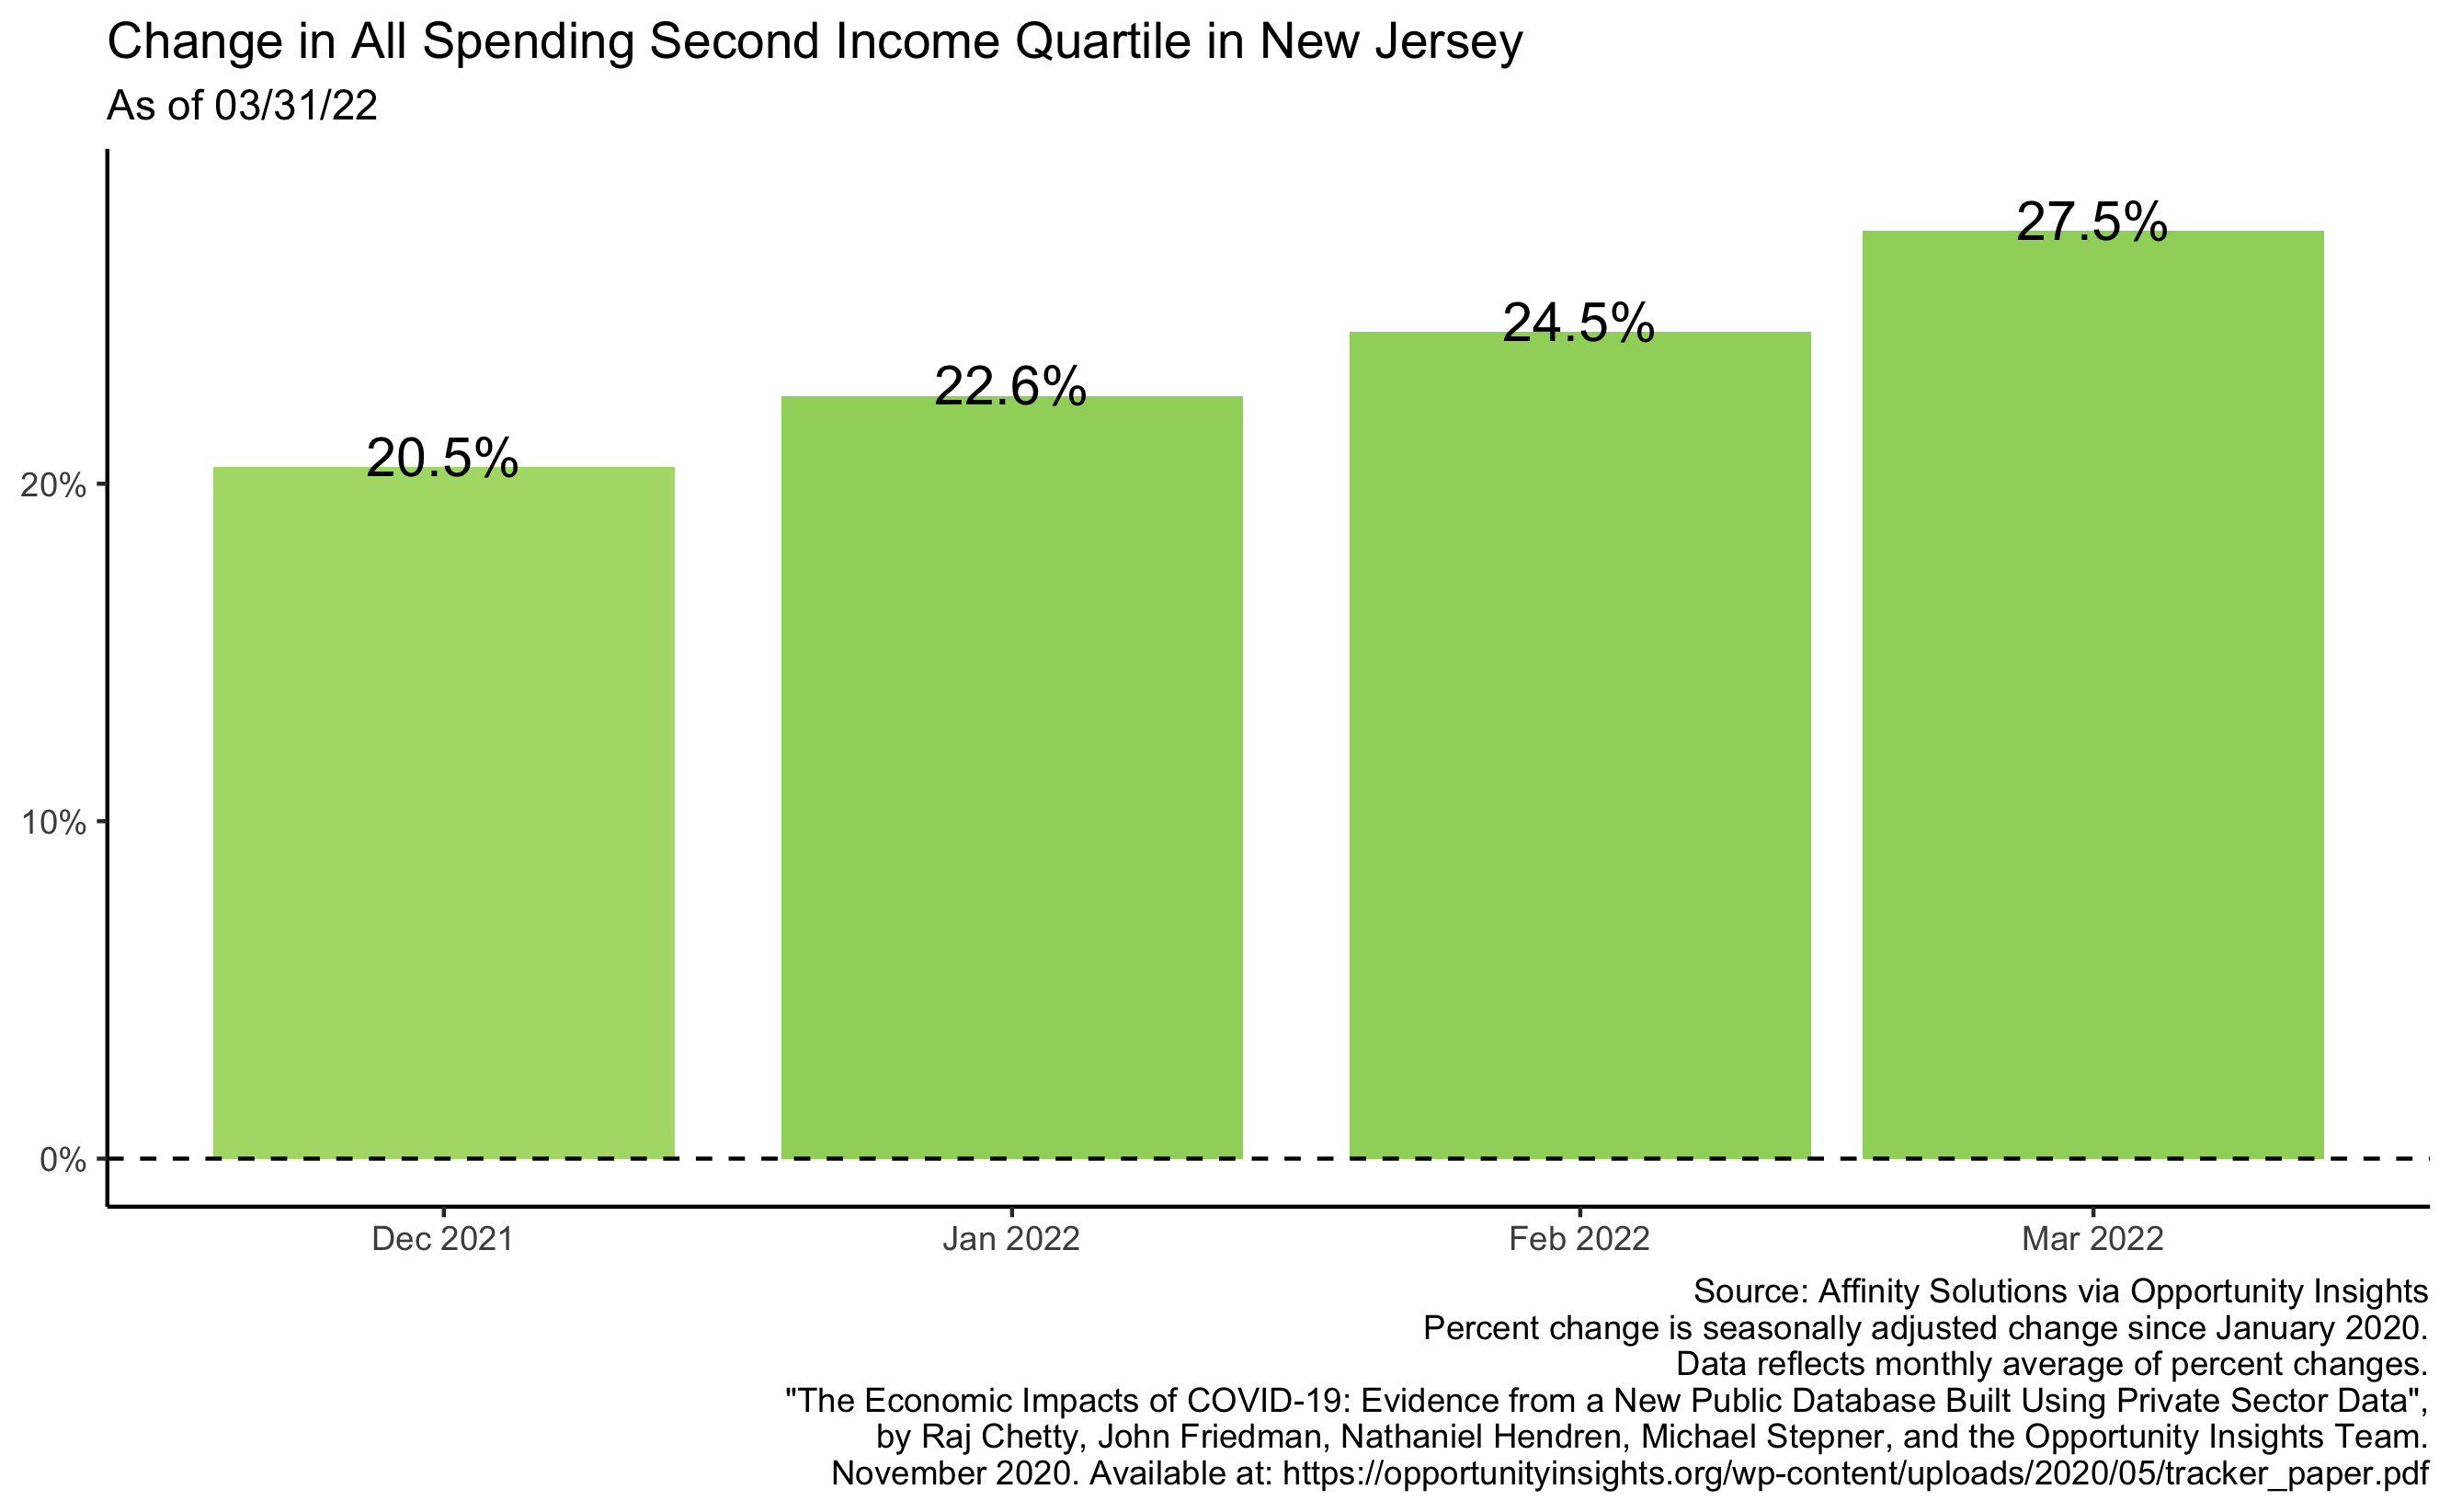 Change in All Spending Second Income Quartile in New Jersey
As of 03/31/22
27.5%
24.5%
22.6%
20.5%
20%
10%
0%
Dec 2021
Jan 2022
Feb 2022
Mar 2022
Source: Affinity Solutions via Opportunity Insights
Percent change is seasonally adjusted change since January 2020.
Data reflects monthly average of percent changes.
"The Economic Impacts of COVID-19: Evidence from a New Public Database Built Using Private Sector Data",
by Raj Chetty, John Friedman, Nathaniel Hendren, Michael Stepner, and the Opportunity Insights Team.
November 2020. Available at: https://opportunityinsights.org/wp-content/uploads/2020/05/tracker_paper.pdf